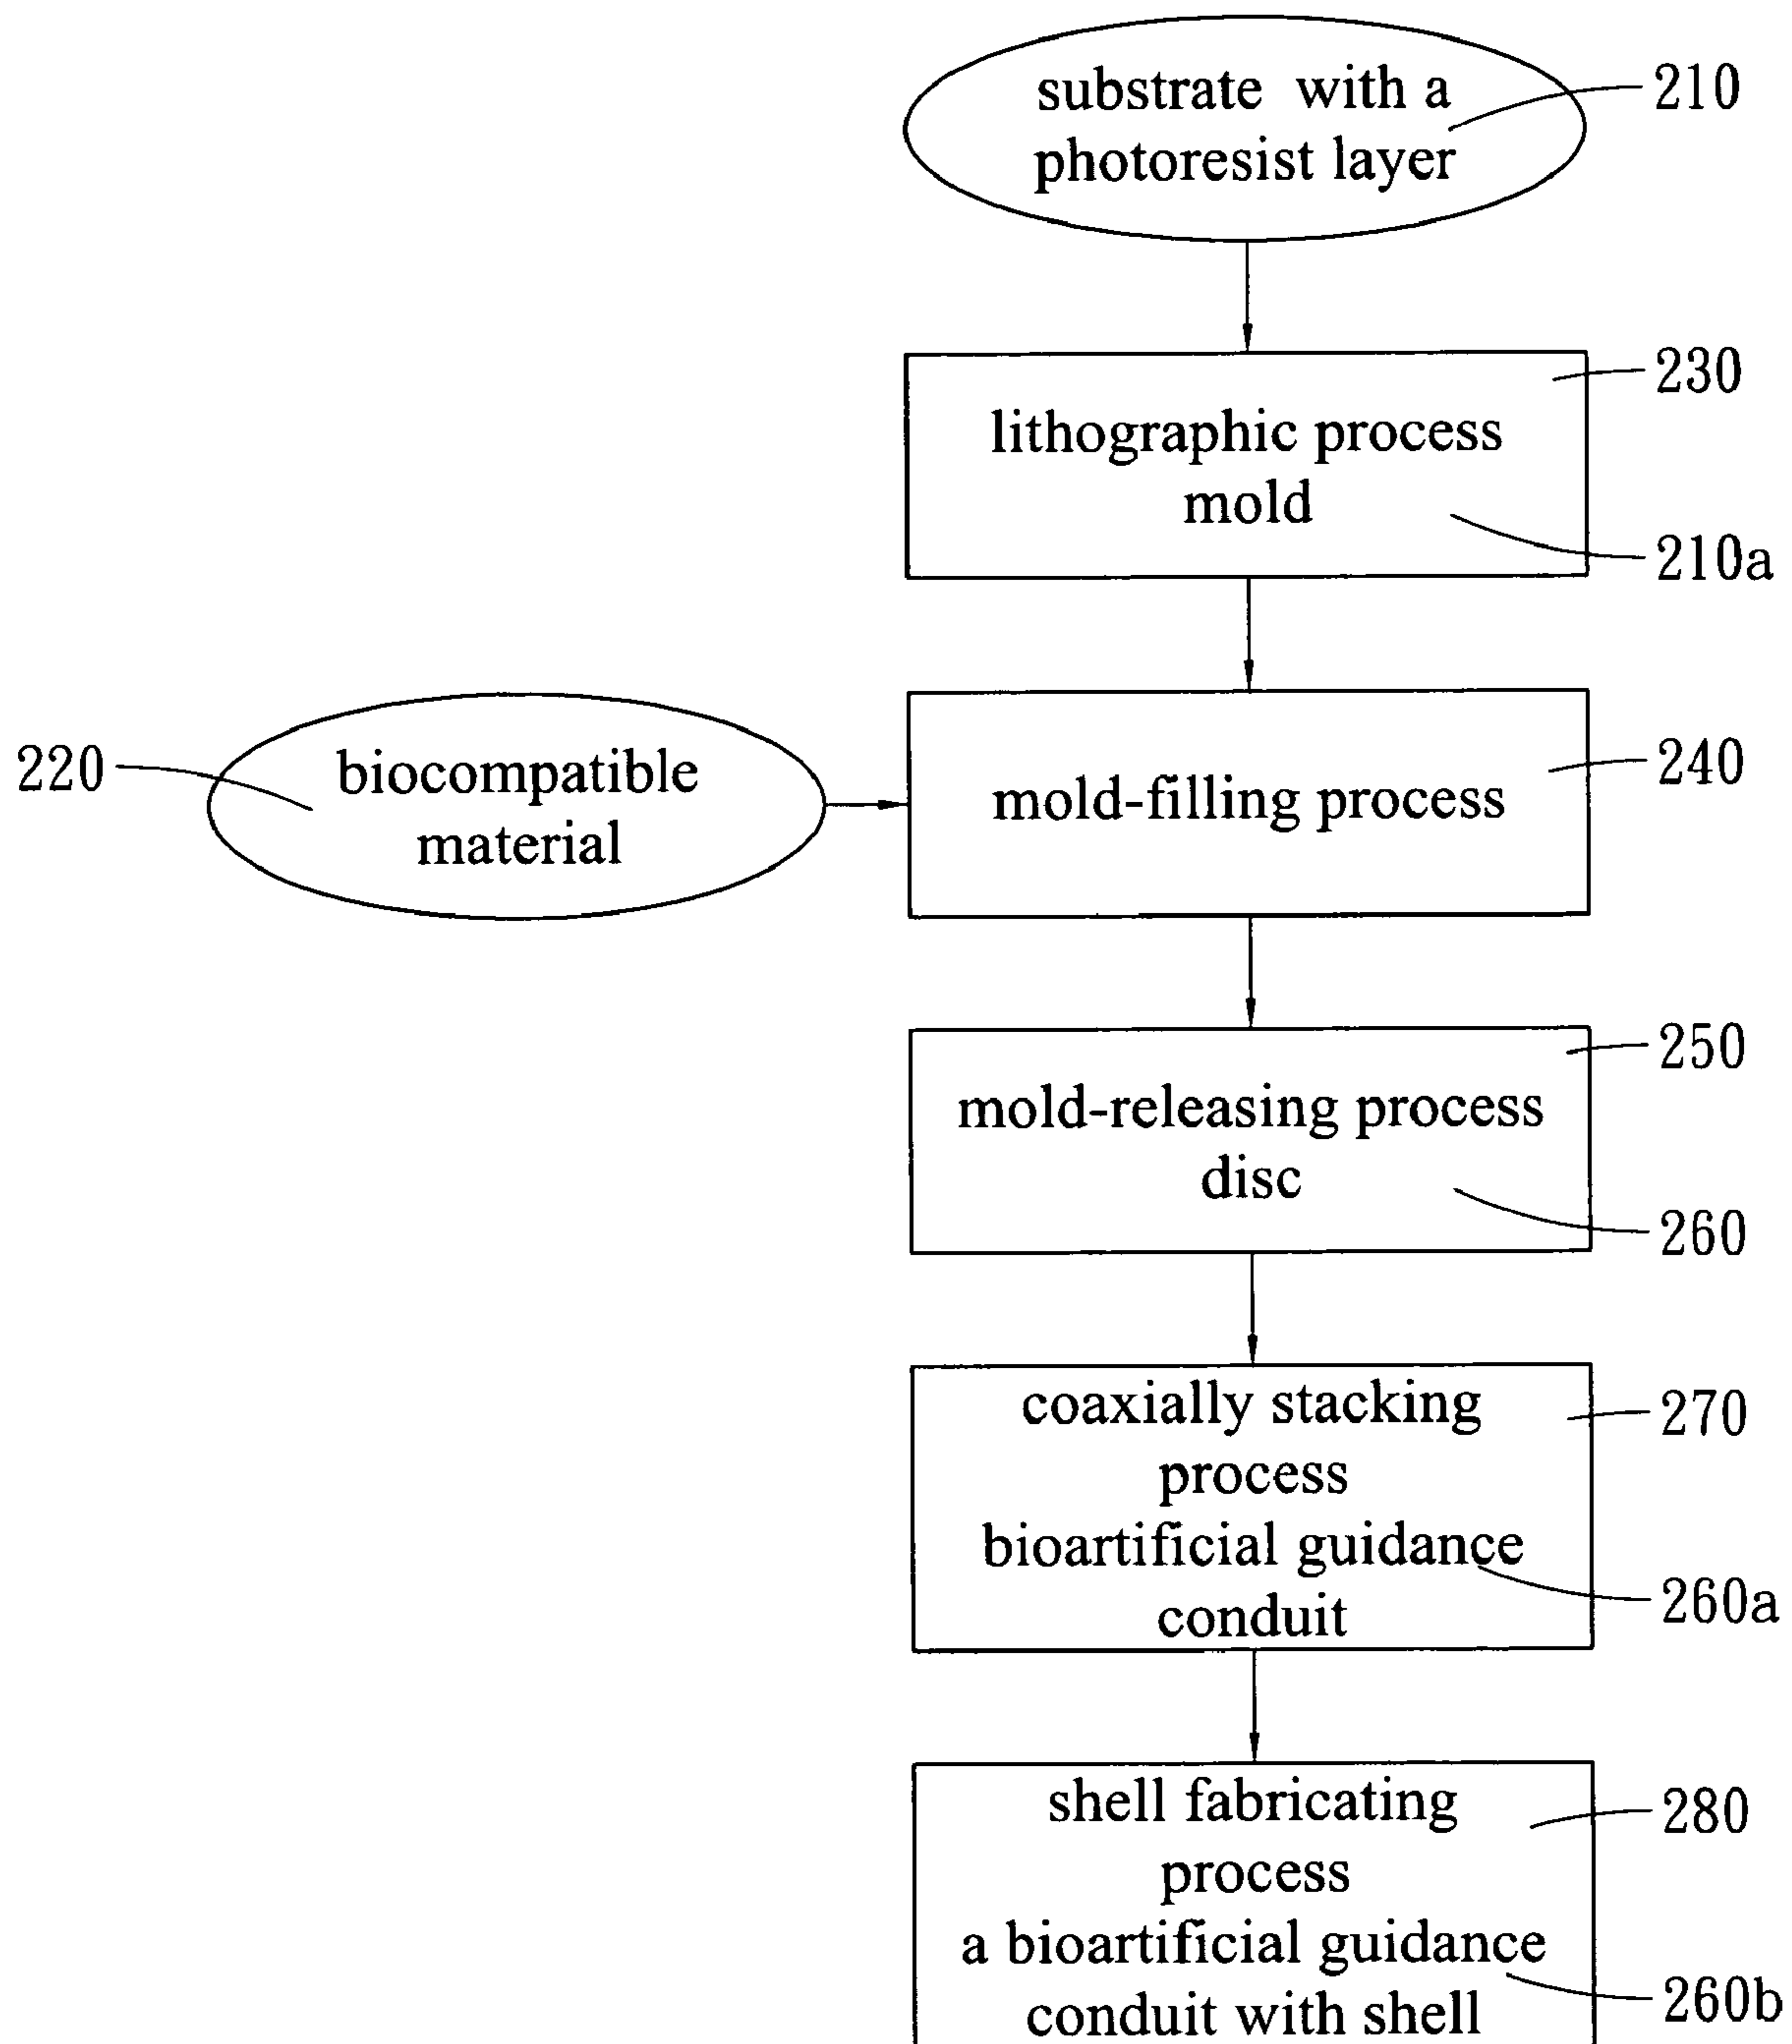 substrate with a
photoresist layer
210
230
lithographic process
mold
210a
220
biocompatible
material
240
mold-filling process
250
mold-releasing process
disc
260
coaxially stacking
process
bioartificial guidance
conduit
270
260a
shell fabricating
process
a bioartificial guidance
conduit with shell
280
260b